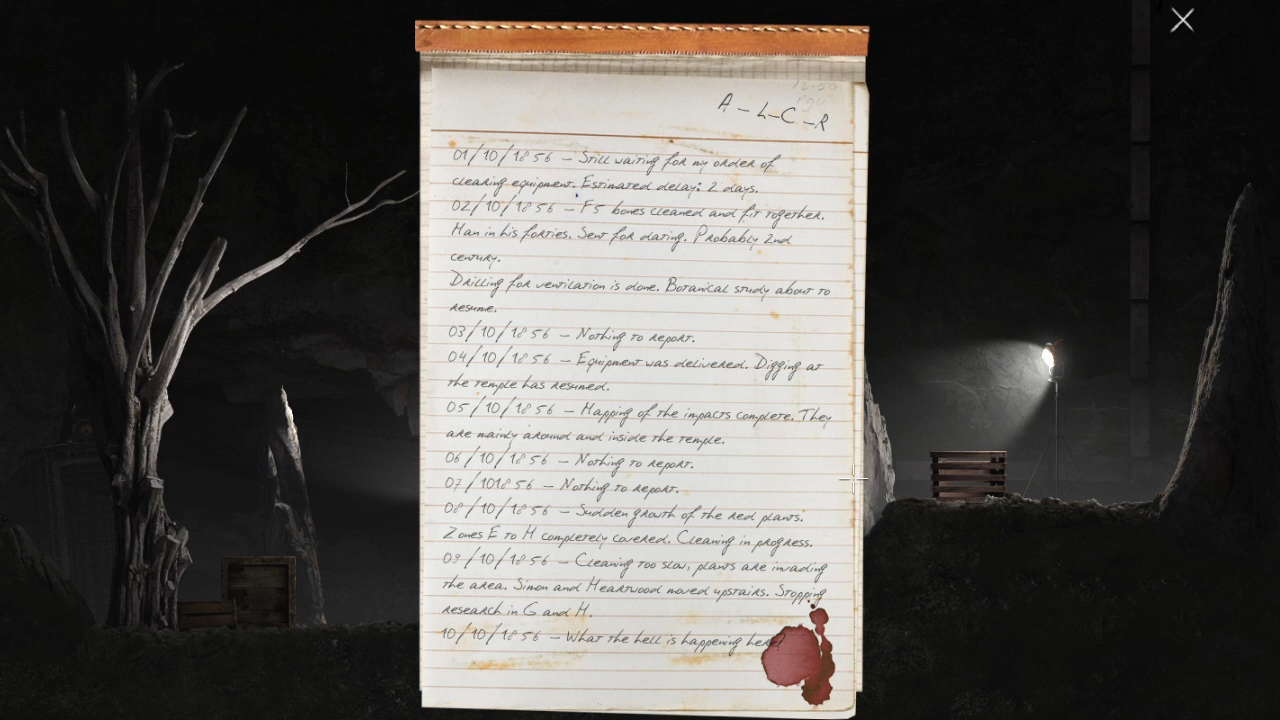 A – L – C – R
01/10/1856 – Still waiting for my order of
clearing equipment. Estimated delay: 2 days.
02/10/1856 – F5 bones cleaned and fit together.
Man in his forties. Sent for dating. Probably 2nd
century.
Drilling for ventilation is done. Botanical study about to
resume.
03/10/1856 – Nothing to report.
04/10/1856 – Equipment was delivered. Digging at
the temple has resumed.
05/10/1856 – Mapping of the impacts complete. They
are mainly around and inside the temple.
06/10/1856 – Nothing to report.
07/101856 – Nothing to report.
08/10/1856 – Sudden growth of the red plants.
Zones E to H completely covered. Cleaning in progress.
09/10/1856 – Cleaning too slow, plants are invading
the area. Simon and Heartwood moved upstairs. Stopping
research in G and H.
10/10/1856 – What the hell is happening here?